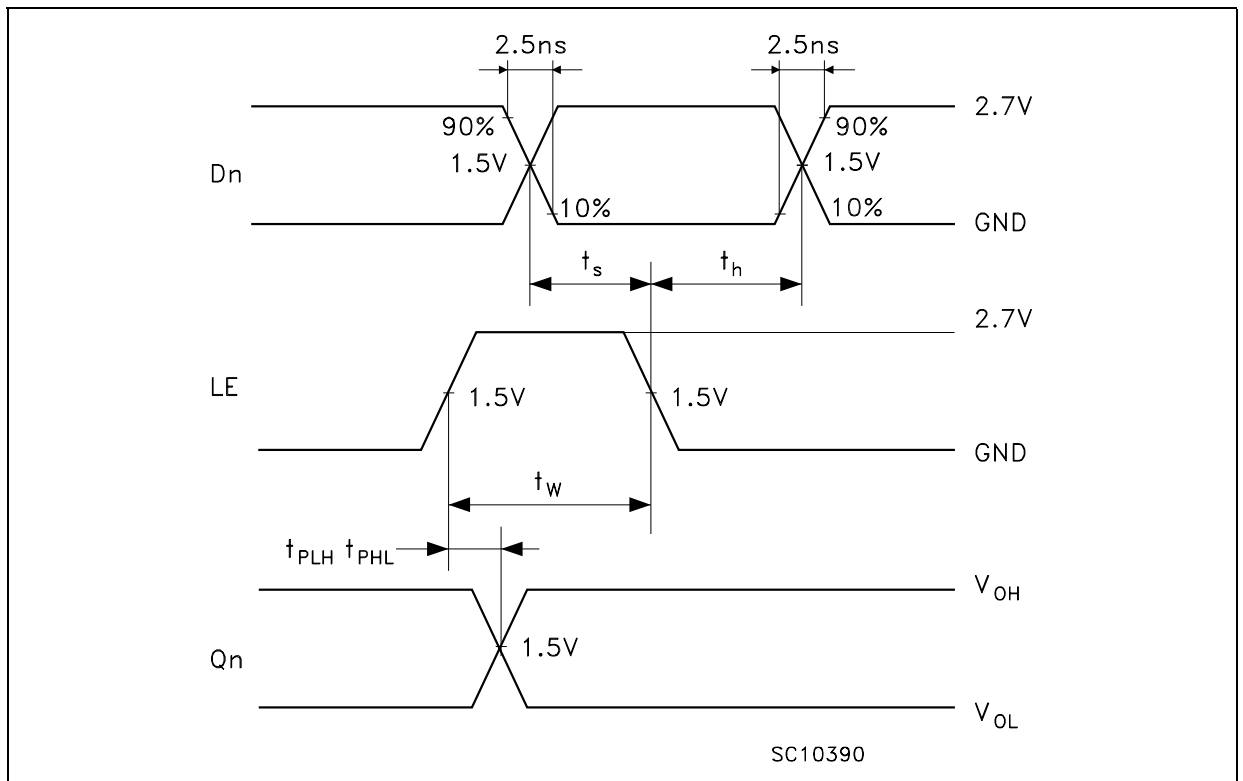 2.5ns 2.5ns
2.7V
90% 90%
1.5V 1.5V
Dn
10% 10%
GND
ts th
2.7V
LE 1.5V 1.5V
GND
tW
tPLH tPHL
VOH
1.5V
Qn
VOL
SC10390